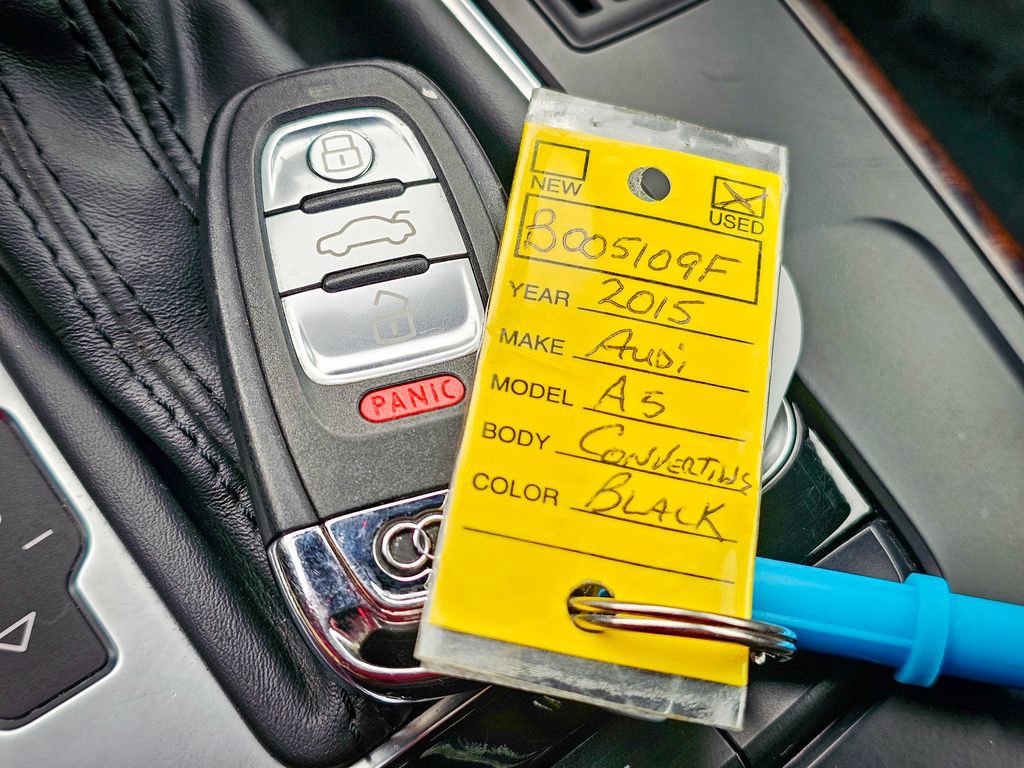 PANIC
NEW
USED
B005109F
YEAR 2015
MAKE AUDi
MODEL A5
BODY CONVERTIBLE
COLOR BLACK